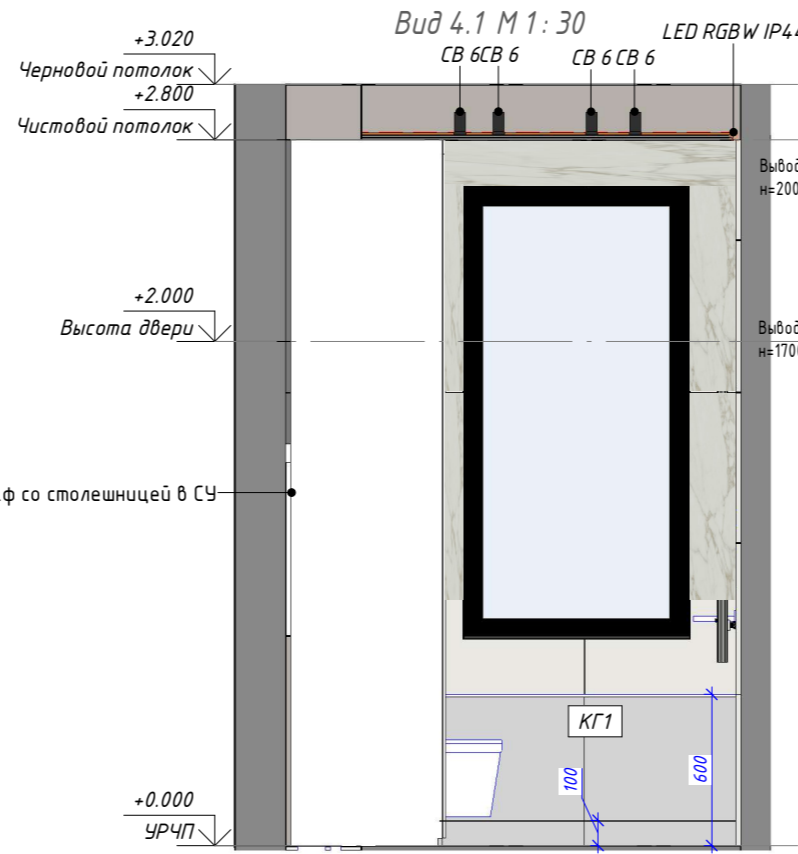 Вид 4.1 М 1 : 30
+3.020
Черновой потолок
СВ 6 СВ 6
СВ 6 СВ 6
LED RGBW IP44
+2.800
Чистовой потолок
Вывод
н=200
+2.000
Высота двери
Вывод
н=1700
ф со столешницей в СУ
КГ1
100
600
+0.000
УРЧП